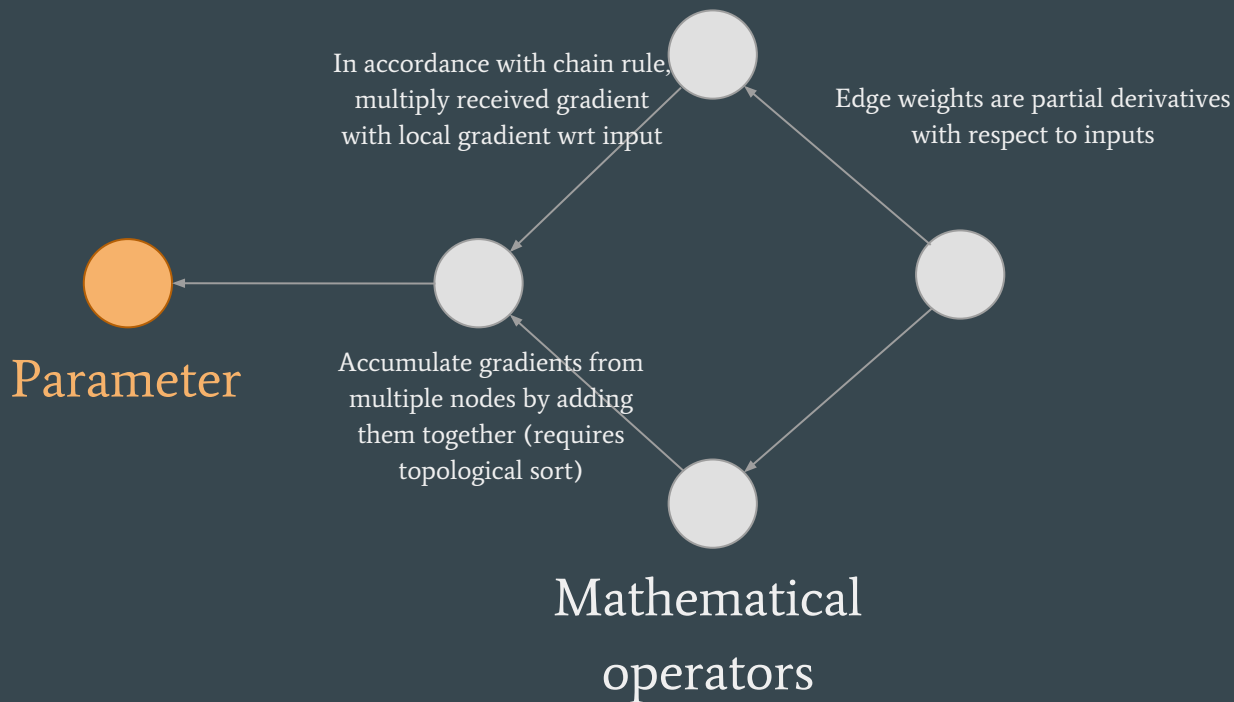 In accordance with chain rule,
multiply received gradient
with local gradient wrt input
Edge weights are partial derivatives
with respect to inputs
Parameter
Accumulate gradients from
multiple nodes by adding
them together (requires
topological sort)
Mathematical
operators